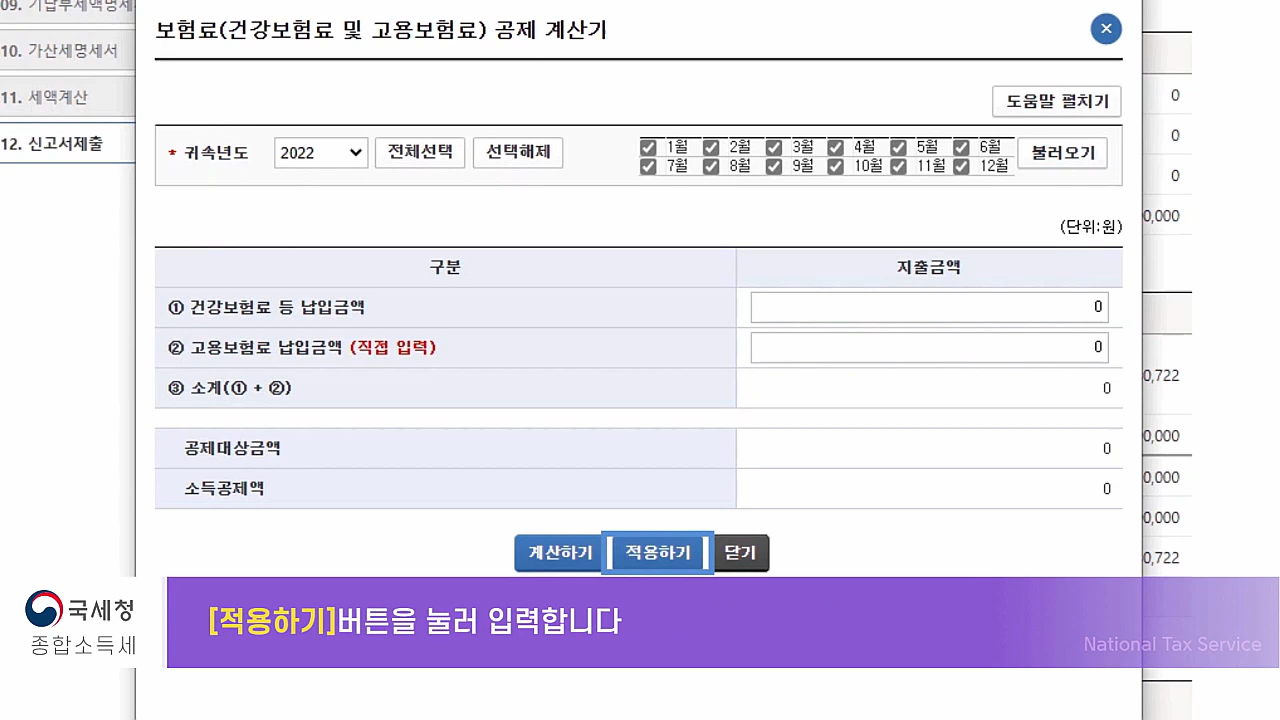 09. 기납부세액명세
10. 가산세명세서
11. 세액계산
12. 신고서제출
보험료(건강보험료 및 고용보험료) 공제 계산기
도움말 펼치기
* 귀속년도 2022 전체선택 선택해제
1월 2월 3월 4월 5월 6월
7월 8월 9월 10월 11월 12월
불러오기
(단위:원)
구분 지출금액
① 건강보험료 등 납입금액 0
② 고용보험료 납입금액 (직접 입력) 0
③ 소계(① + ②) 0
공제대상금액 0
소득공제액 0
계산하기 적용하기 닫기
0
0
0
0,000
0,722
0,000
0,000
0,000
0,722
국세청
종합소득세
[적용하기]버튼을 눌러 입력합니다
National Tax Service